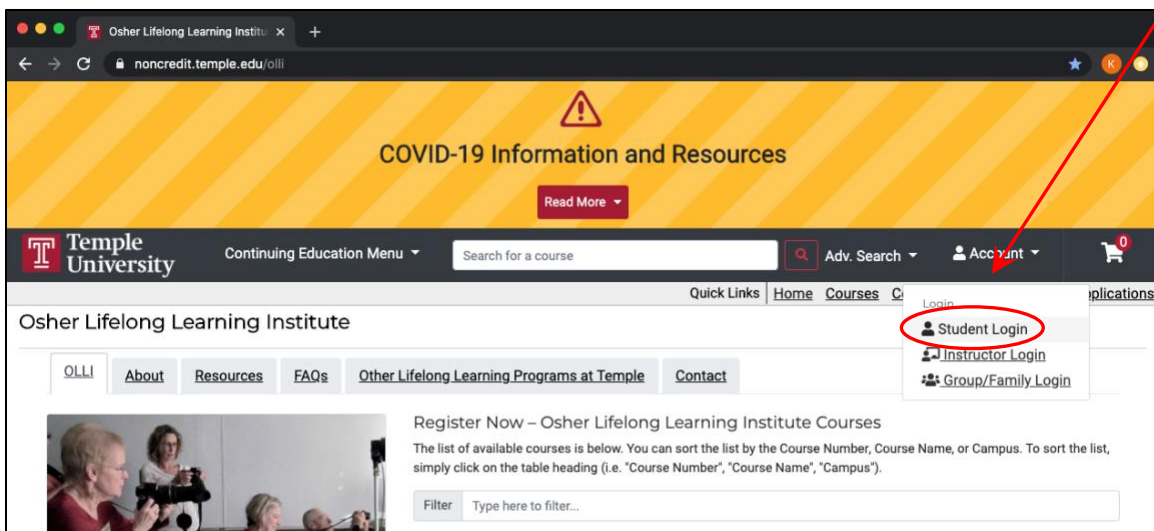 Osher Lifelong Learning Institu
noncredit.temple.edu/olli
K
COVID-19 Information and Resources
Read More
Temple University
Continuing Education Menu
Search for a course
Adv. Search
Account
0
Quick Links Home Courses plications
Login
Student Login
Instructor Login
Group/Family Login
Osher Lifelong Learning Institute
OLLI About Resources FAQs Other Lifelong Learning Programs at Temple Contact
Register Now – Osher Lifelong Learning Institute Courses
The list of available courses is below. You can sort the list by the Course Number, Course Name, or Campus. To sort the list,
simply click on the table heading (i.e. "Course Number", "Course Name", "Campus").
Filter Type here to filter...